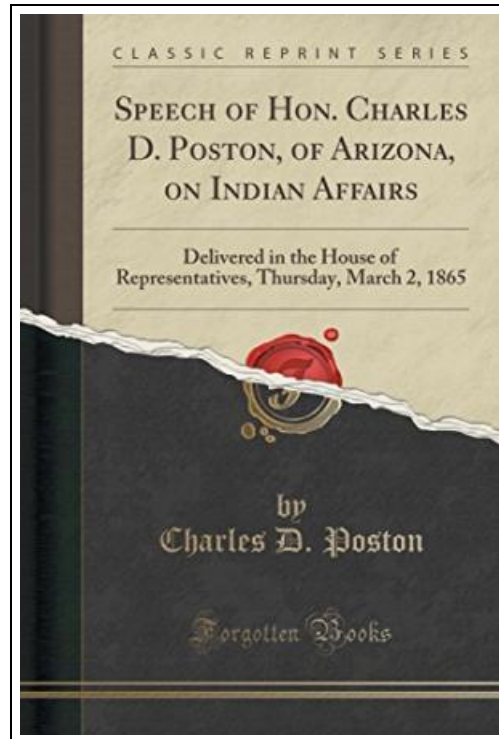 CLASSIC REPRINT SERIES
SPEECH OF HON. CHARLES
D. POSTON, OF ARIZONA,
ON INDIAN AFFAIRS
Delivered in the House of
Representatives, Thursday, March 2, 1865
by
Charles D. Poston
Forgotten Books